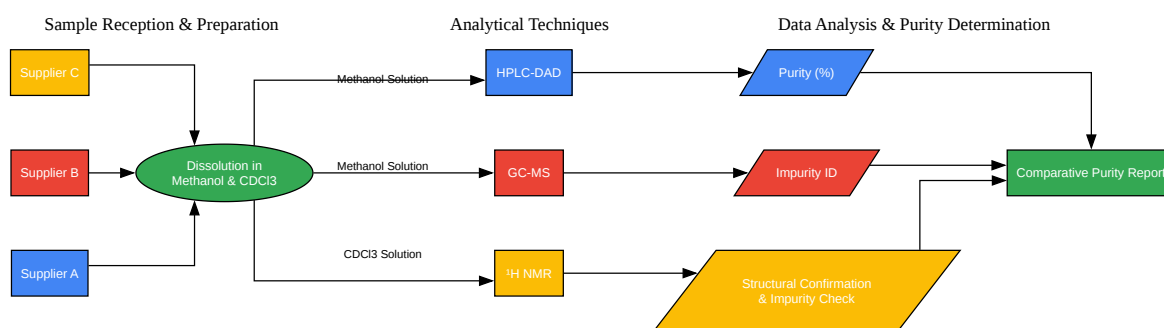 Sample Reception & Preparation
Analytical Techniques
Data Analysis & Purity Determination
Supplier C
Methanol Solution
HPLC-DAD
Purity (%)
Supplier B
Dissolution in
Methanol & CDCl3
Methanol Solution
GC-MS
Impurity ID
Comparative Purity Report
Supplier A
CDCl3 Solution
¹H NMR
Structural Confirmation
& Impurity Check